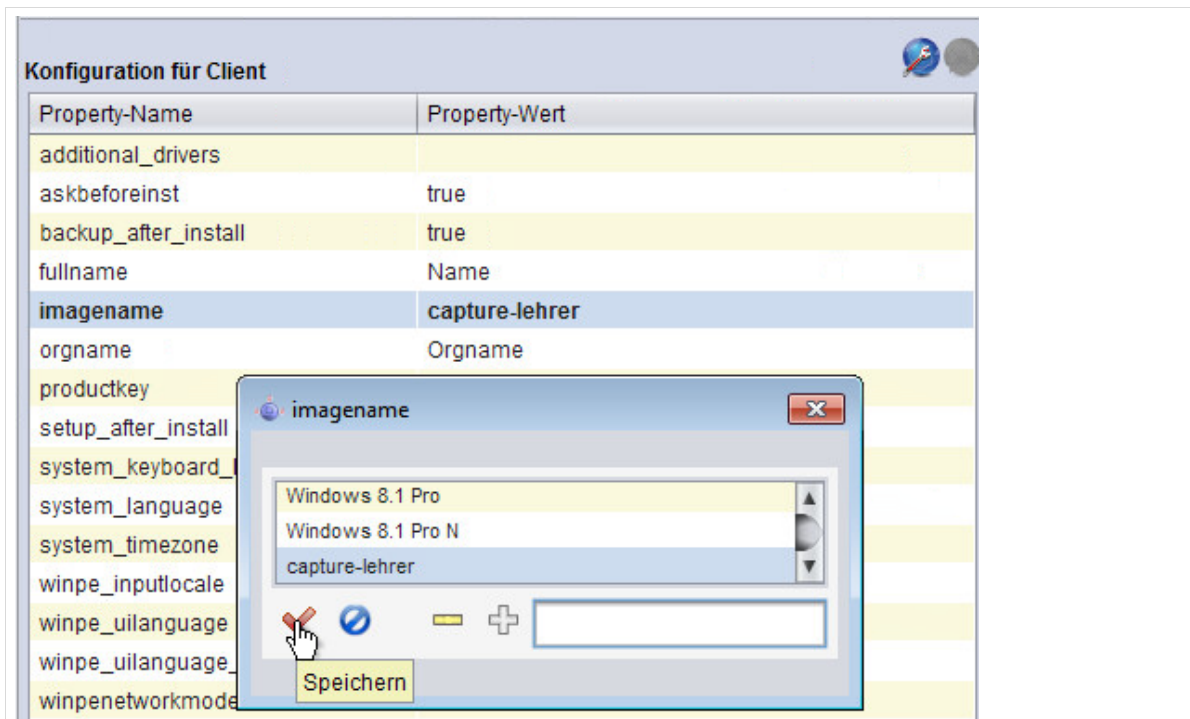 Konfiguration für Client
Property-Name Property-Wert
additional_drivers
askbeforeinst true
backup_after_install true
fullname Name
imagename capture-lehrer
orgname Orgname
productkey
setup_after_install
system_keyboard_
system_language
system_timezone
winpe_inputlocale
winpe_uilanguage
winpe_uilanguage_
winpenetworkmode
imagename
Windows 8.1 Pro
Windows 8.1 Pro N
capture-lehrer
Speichern